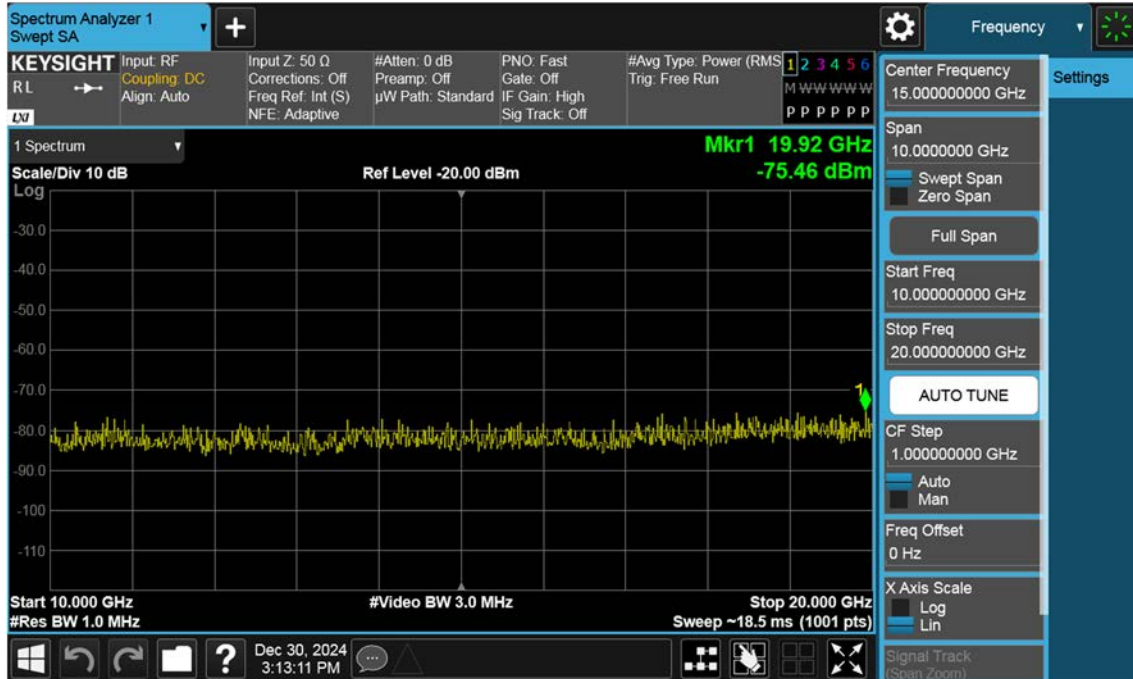 Spectrum Analyzer 1
Swept SA
+
Frequency
KEYSIGHT
R L
LXI
Input: RF
Coupling: DC
Align: Auto
Input Z: 50 Ω
Corrections: Off
Freq Ref: Int (S)
NFE: Adaptive
#Atten: 0 dB
Preamp: Off
µW Path: Standard
PNO: Fast
Gate: Off
IF Gain: High
Sig Track: Off
#Avg Type: Power (RMS
Trig: Free Run
1 2 3 4 5 6
M W W W W W
P P P P P P
1 Spectrum
Scale/Div 10 dB
Ref Level -20.00 dBm
Mkr1 19.92 GHz
-75.46 dBm
Log
-30.0
-40.0
-50.0
-60.0
-70.0
-80.0
-90.0
-100
-110
1
Start 10.000 GHz
#Video BW 3.0 MHz
Stop 20.000 GHz
#Res BW 1.0 MHz
Sweep ~18.5 ms (1001 pts)
?
Dec 30, 2024
3:13:11 PM
Center Frequency
15.000000000 GHz
Settings
Span
10.0000000 GHz
Swept Span
Zero Span
Full Span
Start Freq
10.000000000 GHz
Stop Freq
20.000000000 GHz
AUTO TUNE
CF Step
1.000000000 GHz
Auto
Man
Freq Offset
0 Hz
X Axis Scale
Log
Lin
Signal Track
(Span Zoom)